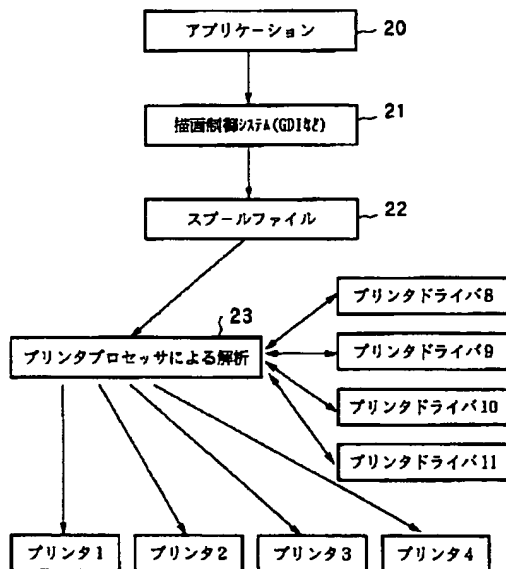 アプリケーション
20
描画制御システム(GDIなど)
21
スプールファイル
22
プリンタプロセッサによる解析
23
プリンタドライバ8
プリンタドライバ9
プリンタドライバ10
プリンタドライバ11
プリンタ1
プリンタ2
プリンタ3
プリンタ4